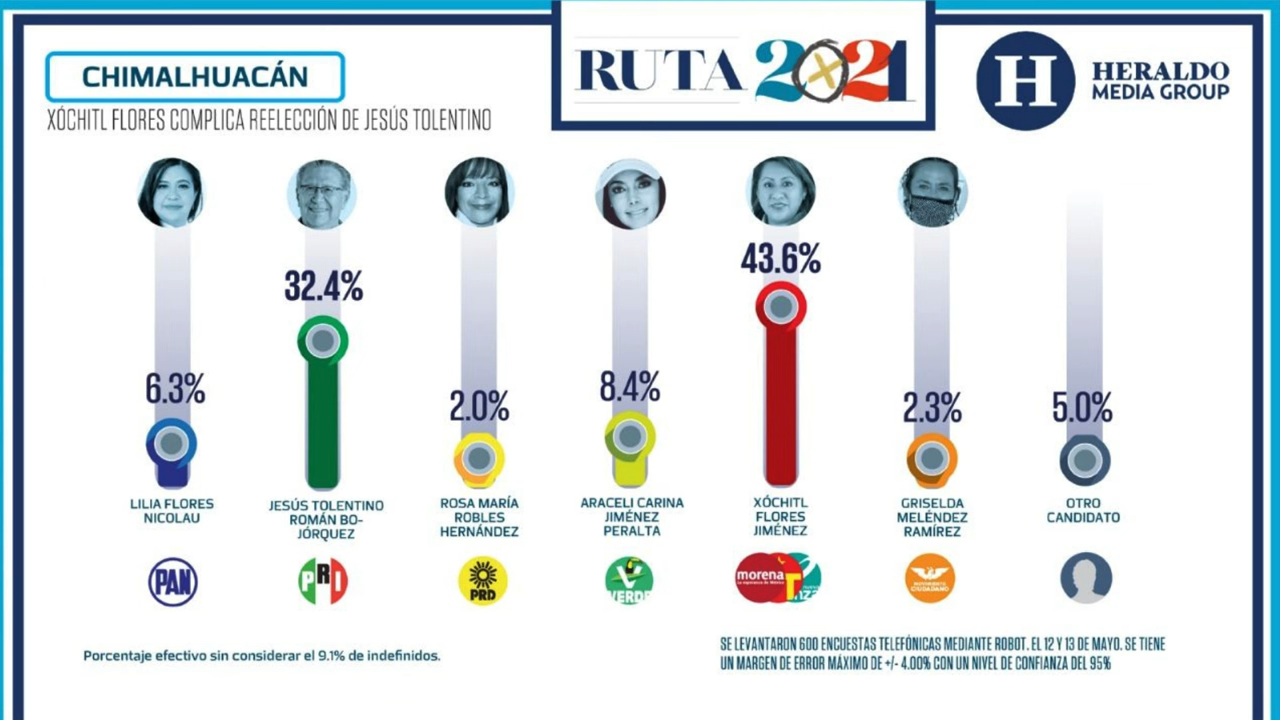 RUTA 2021
H HERALDO
MEDIA GROUP
CHIMALHUACÁN
XÓCHITL FLORES COMPLICA REELECCIÓN DE JESÚS TOLENTINO
6.3%
32.4%
2.0%
8.4%
43.6%
2.3%
5.0%
LILIA FLORES
NICOLAU
JESÚS TOLENTINO
ROMÁN BO-
JÓRQUEZ
ROSA MARÍA
ROBLES
HERNÁNDEZ
ARACELI CARINA
JIMÉNEZ
PERALTA
XÓCHITL
FLORES
JIMÉNEZ
GRISELDA
MELÉNDEZ
RAMÍREZ
OTRO
CANDIDATO
PAN
PRI
PRD
VERDE
morena
La esperanza de México
MOVIMIENTO
CIUDADANO
Porcentaje efectivo sin considerar el 9.1% de indefinidos.
SE LEVANTARON 600 ENCUESTAS TELEFÓNICAS MEDIANTE ROBOT. EL 12 Y 13 DE MAYO. SE TIENE
UN MARGEN DE ERROR MÁXIMO DE +/- 4.00% CON UN NIVEL DE CONFIANZA DEL 95%